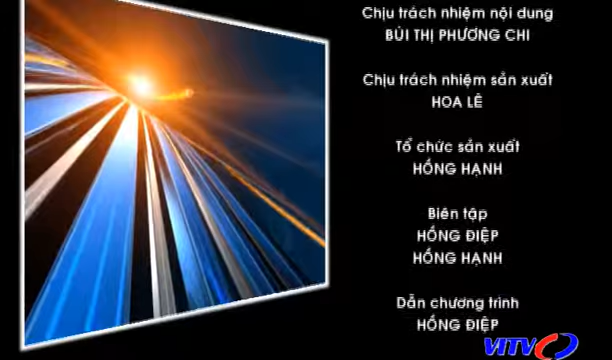 Chịu trách nhiệm nội dung
BÙI THỊ PHƯƠNG CHI
Chịu trách nhiệm sản xuất
HOA LÊ
Tổ chức sản xuất
HỒNG HẠNH
Biên tập
HỒNG ĐIỆP
HỒNG HẠNH
Dẫn chương trình
HỒNG ĐIỆP
VITV